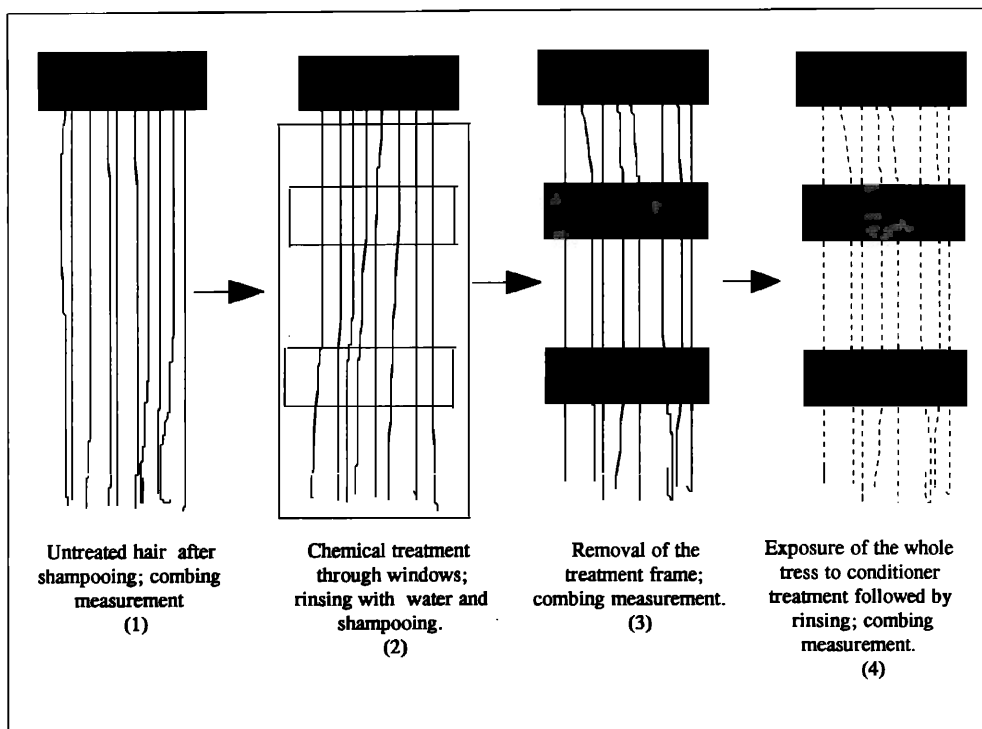 Untreated hair after
shampooing; combing
measurement
(1)
Chemical treatment
through windows;
rinsing with water and
shampooing.
(2)
Removal of the
treatment frame;
combing measurement.
(3)
Exposure of the whole
tress to conditioner
treatment followed by
rinsing; combing
measurement.
(4)